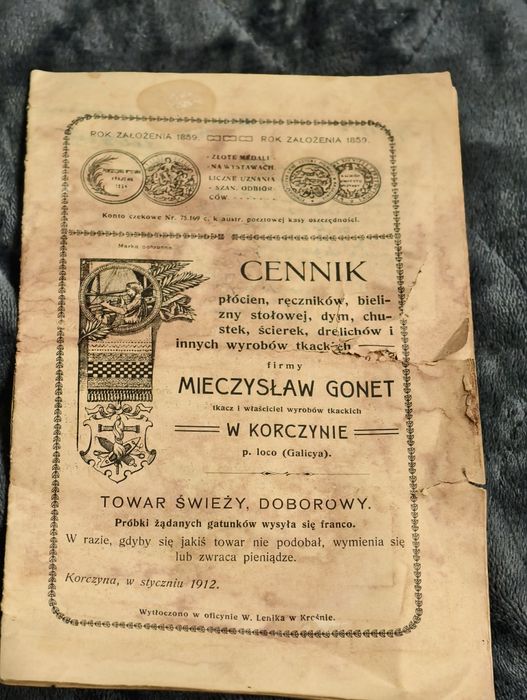 ROK ZAŁOŻENIA 1859. ROK ZAŁOŻENIA 1859.
· ZŁOTE MEDALI ·
· NA WYSTAWACH.
LICZNE UZNANIA
· SZAN. ODBIOR-
CÓW
Konto czekowe Nr. 75.169 c. k. austr. pocztowej kasy oszczędności.
Marka ochronna
CENNIK
płócien, ręczników, bieli-
zny stołowej, dym, chu-
stek, ścierek, drelichów i
innych wyrobów tkackich
firmy
MIECZYSŁAW GONET
tkacz i właściciel wyrobów tkackich
W KORCZYNIE
p. loco (Galicya).
TOWAR ŚWIEŻY, DOBOROWY.
Próbki żądanych gatunków wysyła się franco.
W razie, gdyby się jakiś towar nie podobał, wymienia się
lub zwraca pieniądze.
Korczyna, w styczniu 1912.
Wytłoczono w oficynie W. Lenika w Krośnie.